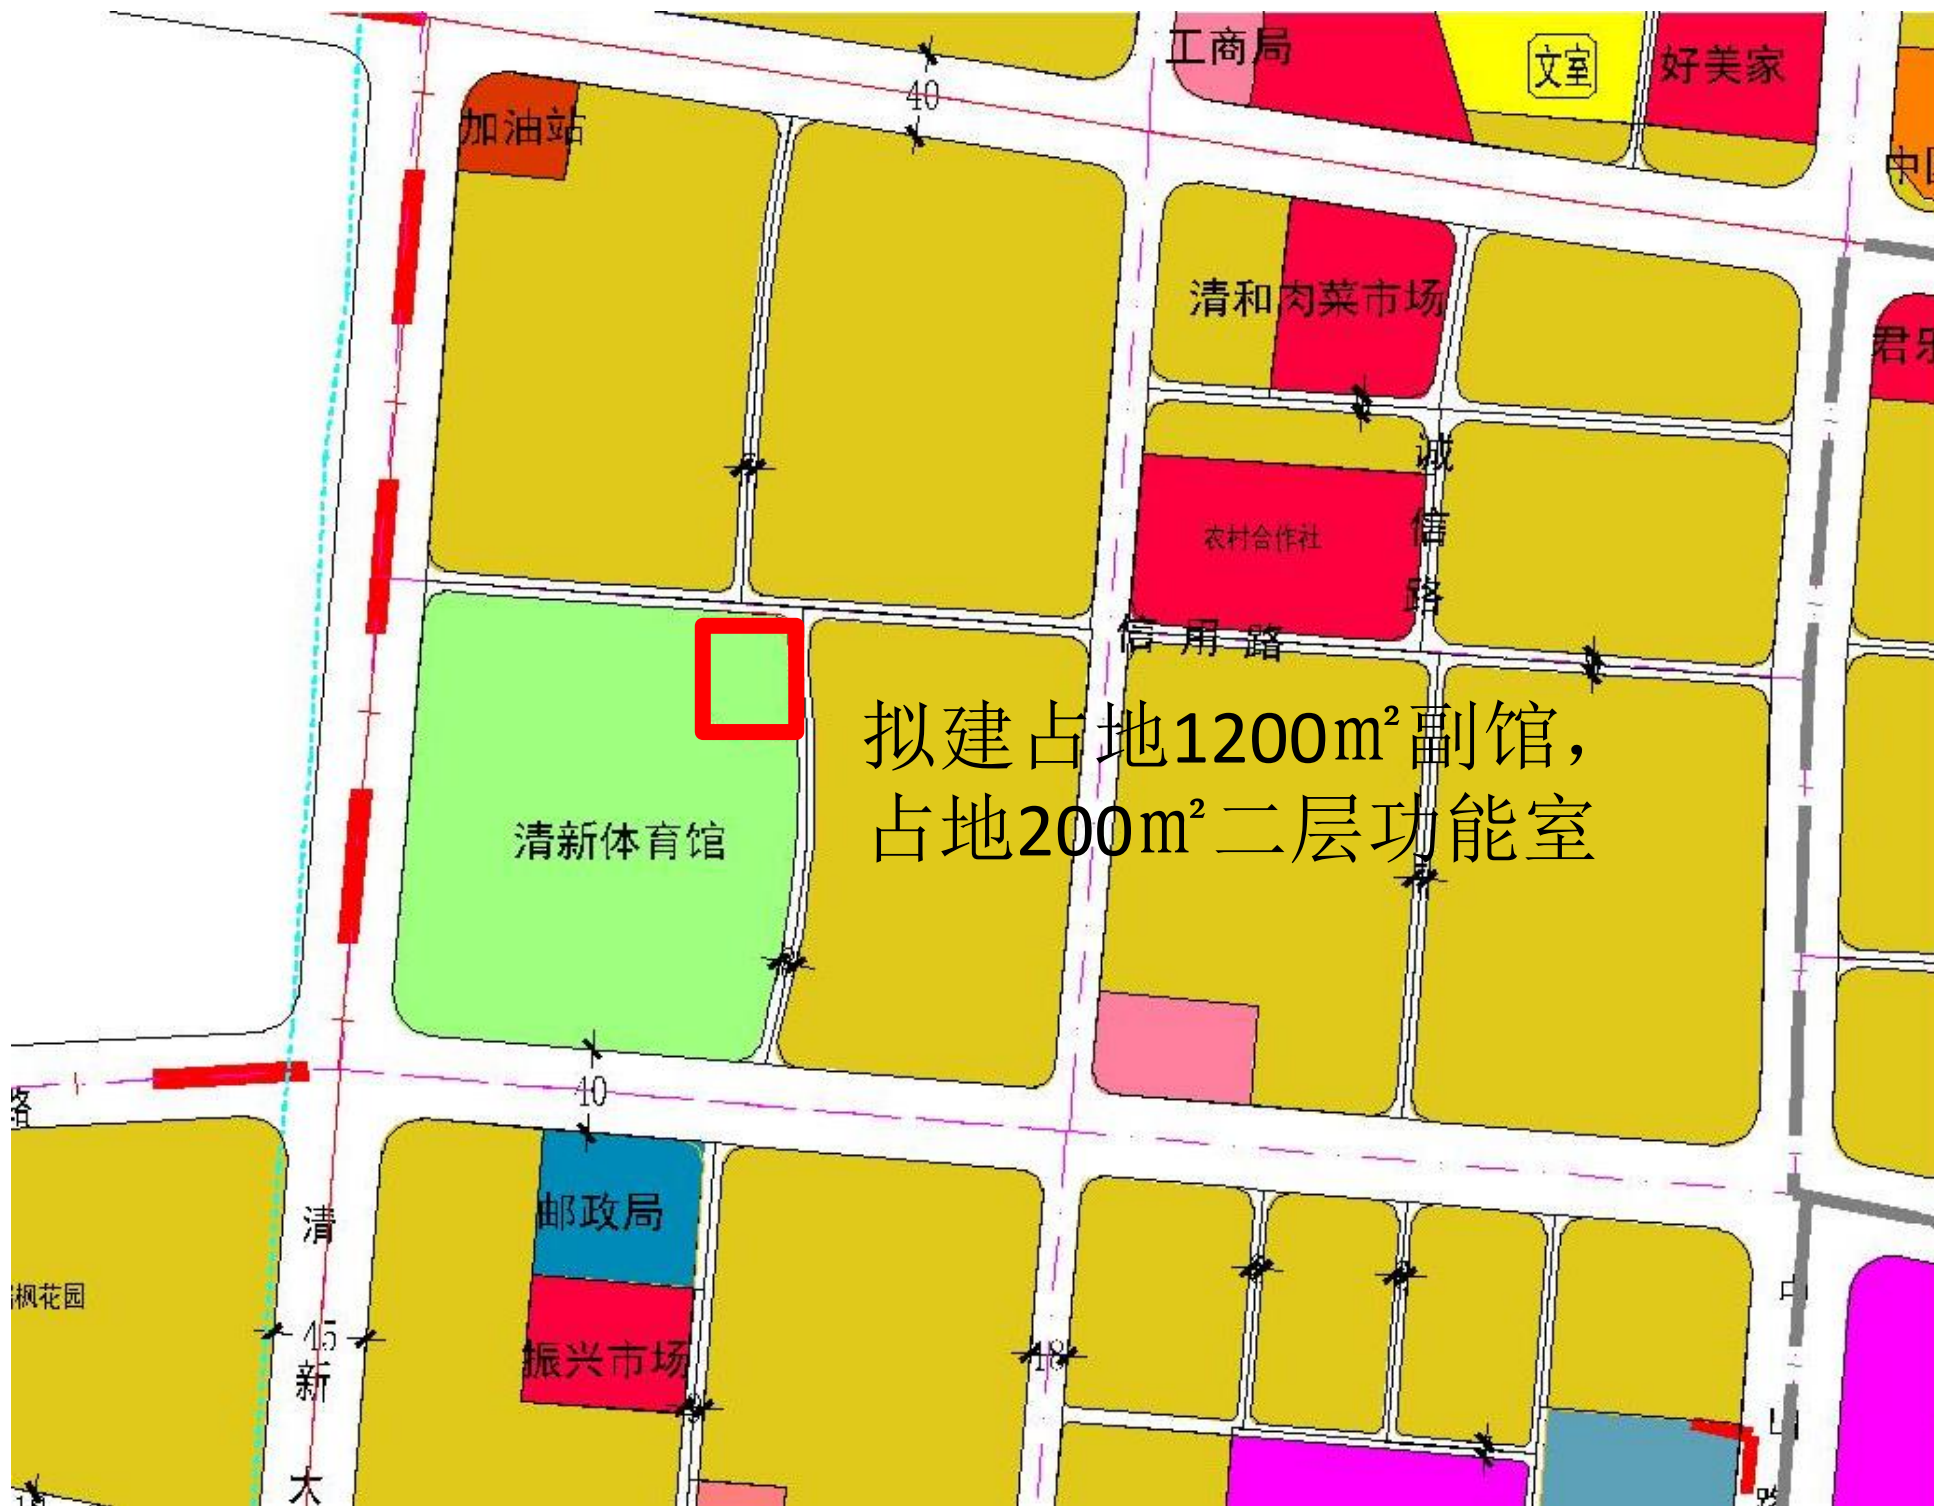 工商局
文室
好美家
40
加油站
中
清和肉菜市场
君乐
诚信路
农村合作社
信用路
拟建占地1200㎡副馆，
占地200㎡二层功能室
清新体育馆
40
路
邮政局
清新大
枫花园
45
振兴市场
18
9
山路